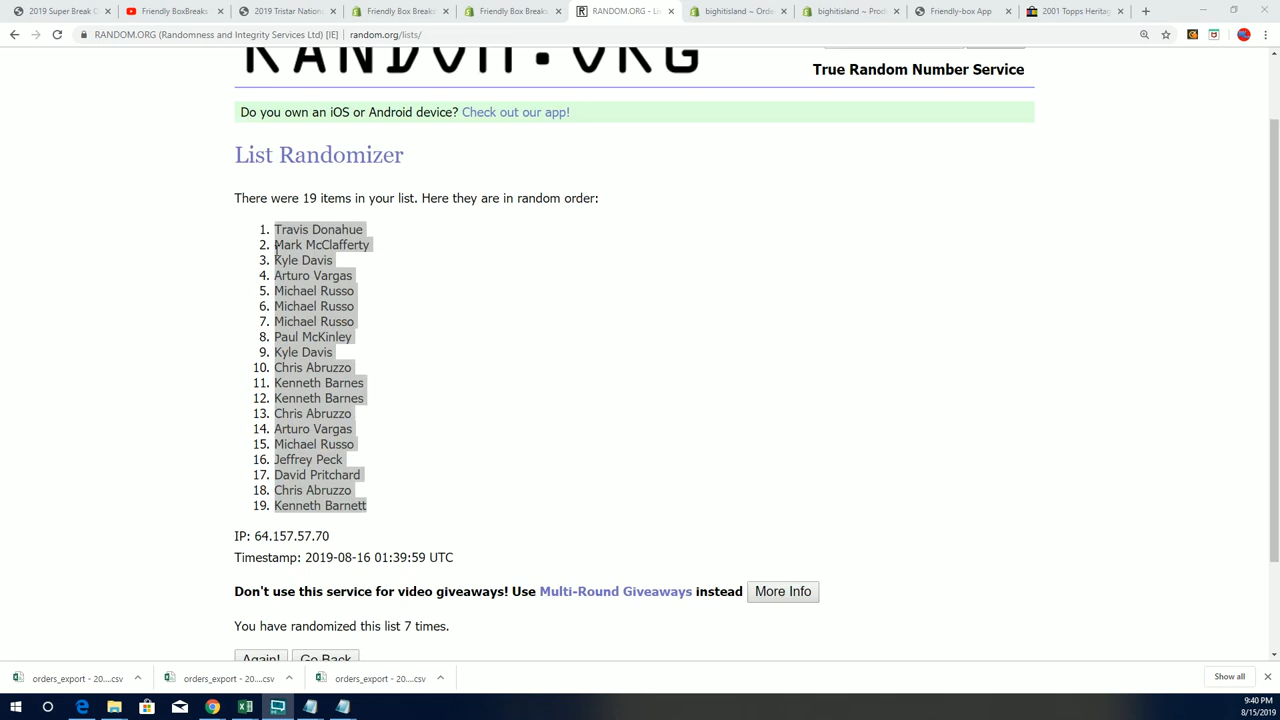 2019 Super Break C
Friendly BoxBreaks
2019 Tristar Nation
Friendly Box Breaks
Friendly Box Breaks
RANDOM.ORG - Li
bighitisland ~ Orde
bighitisland ~ Prod
Friendly-box App
2001 Topps Heritag
RANDOM.ORG (Randomness and Integrity Services Ltd) [IE] | random.org/lists/
RANDOM.ORG
True Random Number Service
Do you own an iOS or Android device? Check out our app!
List Randomizer
There were 19 items in your list. Here they are in random order:
1. Travis Donahue
2. Mark McClafferty
3. Kyle Davis
4. Arturo Vargas
5. Michael Russo
6. Michael Russo
7. Michael Russo
8. Paul McKinley
9. Kyle Davis
10. Chris Abruzzo
11. Kenneth Barnes
12. Kenneth Barnes
13. Chris Abruzzo
14. Arturo Vargas
15. Michael Russo
16. Jeffrey Peck
17. David Pritchard
18. Chris Abruzzo
19. Kenneth Barnett
IP: 64.157.57.70
Timestamp: 2019-08-16 01:39:59 UTC
Don't use this service for video giveaways! Use Multi-Round Giveaways instead More Info
You have randomized this list 7 times.
Again! Go Back
orders_export - 20....csv
orders_export - 20....csv
orders_export - 20....csv
Show all
9:40 PM
8/15/2019